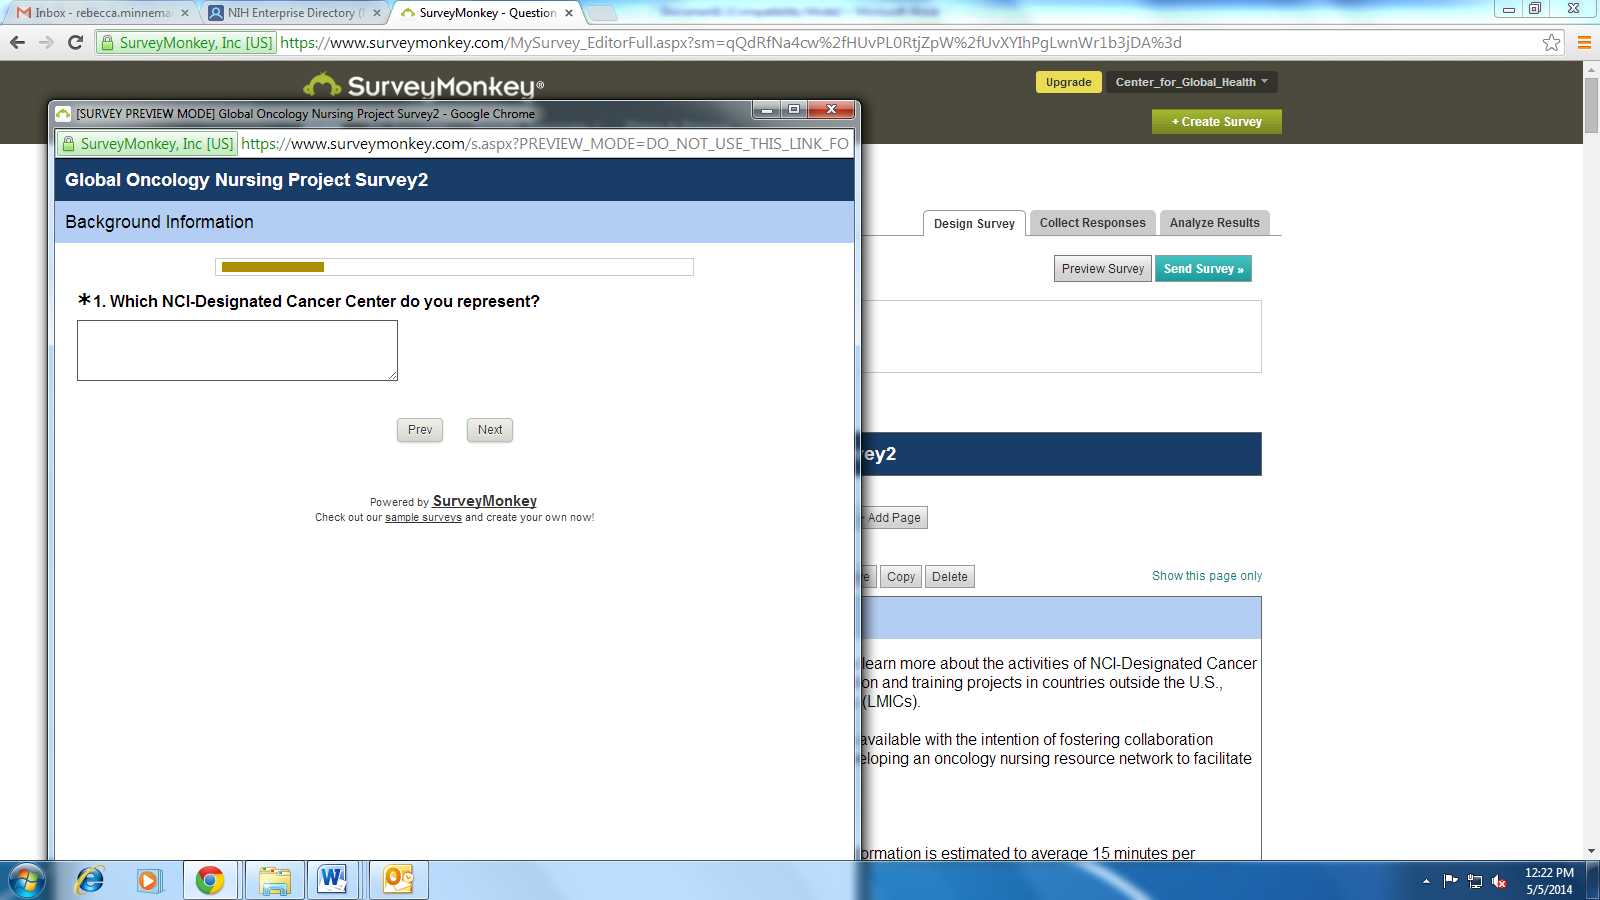 Inbox - rebecca.minnema
NIH Enterprise Directory (
SurveyMonkey - Question
SurveyMonkey, Inc [US]
https://www.surveymonkey.com/MySurvey_EditorFull.aspx?sm=qQdRfNa4cw%2fHUvPL0RtjZpW%2fUvXYIhPgLwnWr1b3jDA%3d
SurveyMonkey®
Upgrade
Center_for_Global_Health
+ Create Survey
[SURVEY PREVIEW MODE] Global Oncology Nursing Project Survey2 - Google Chrome
SurveyMonkey, Inc [US]
https://www.surveymonkey.com/s.aspx?PREVIEW_MODE=DO_NOT_USE_THIS_LINK_FO
Global Oncology Nursing Project Survey2
Background Information
*1. Which NCI-Designated Cancer Center do you represent?
Prev
Next
Powered by SurveyMonkey
Check out our sample surveys and create your own now!
Design Survey
Collect Responses
Analyze Results
Preview Survey
Send Survey »
vey2
Add Page
Copy
Delete
Show this page only
learn more about the activities of NCI-Designated Cancer
on and training projects in countries outside the U.S.,
(LMICs).
available with the intention of fostering collaboration
eloping an oncology nursing resource network to facilitate
ormation is estimated to average 15 minutes per
12:22 PM
5/5/2014